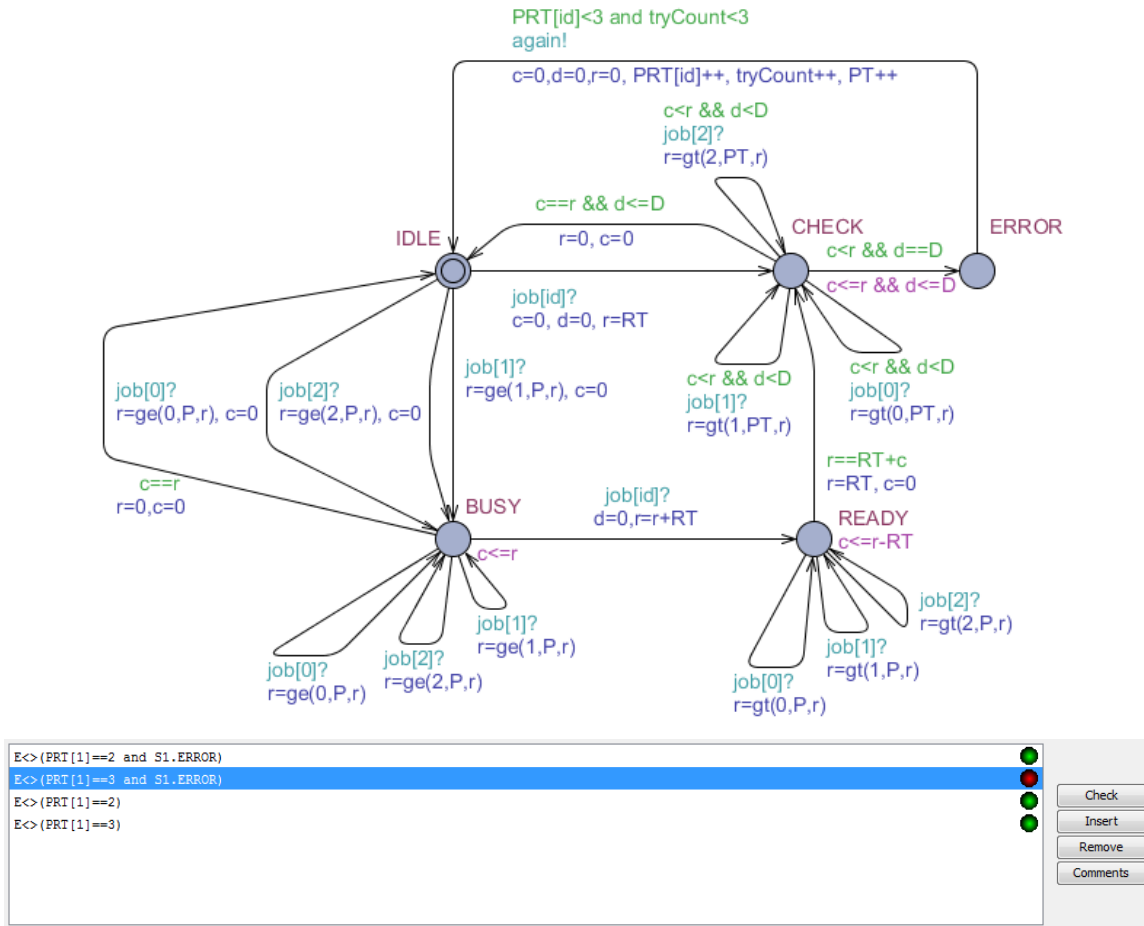 PRT[id]<3 and tryCount<3
again!
c=0,d=0,r=0, PRT[id]++, tryCount++, PT++
c<r && d<D
job[2]?
r=gt(2,PT,r)
c==r && d<=D
r=0, c=0
IDLE
CHECK
ERROR
c<r && d==D
c<=r && d<=D
job[id]?
c=0, d=0, r=RT
job[0]?
r=ge(0,P,r), c=0
job[2]?
r=ge(2,P,r), c=0
job[1]?
r=ge(1,P,r), c=0
c<r && d<D
job[1]?
r=gt(1,PT,r)
c<r && d<D
job[0]?
r=gt(0,PT,r)
c==r
r=0,c=0
r==RT+c
r=RT, c=0
BUSY
c<=r
job[id]?
d=0,r=r+RT
READY
c<=r-RT
job[0]?
r=ge(0,P,r)
job[2]?
r=ge(2,P,r)
job[1]?
r=ge(1,P,r)
job[0]?
r=gt(0,P,r)
job[1]?
r=gt(1,P,r)
job[2]?
r=gt(2,P,r)
E<>(PRT[1]==2 and S1.ERROR)
E<>(PRT[1]==3 and S1.ERROR)
E<>(PRT[1]==2)
E<>(PRT[1]==3)
Check
Insert
Remove
Comments